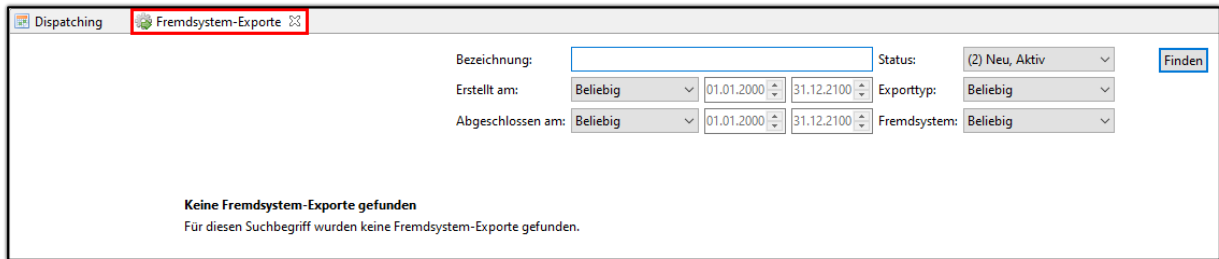 Dispatching Fremdsystem-Exporte
Bezeichnung: Status: (2) Neu, Aktiv Finden
Erstellt am: Beliebig 01.01.2000 31.12.2100 Exporttyp: Beliebig
Abgeschlossen am: Beliebig 01.01.2000 31.12.2100 Fremdsystem: Beliebig
Keine Fremdsystem-Exporte gefunden
Für diesen Suchbegriff wurden keine Fremdsystem-Exporte gefunden.